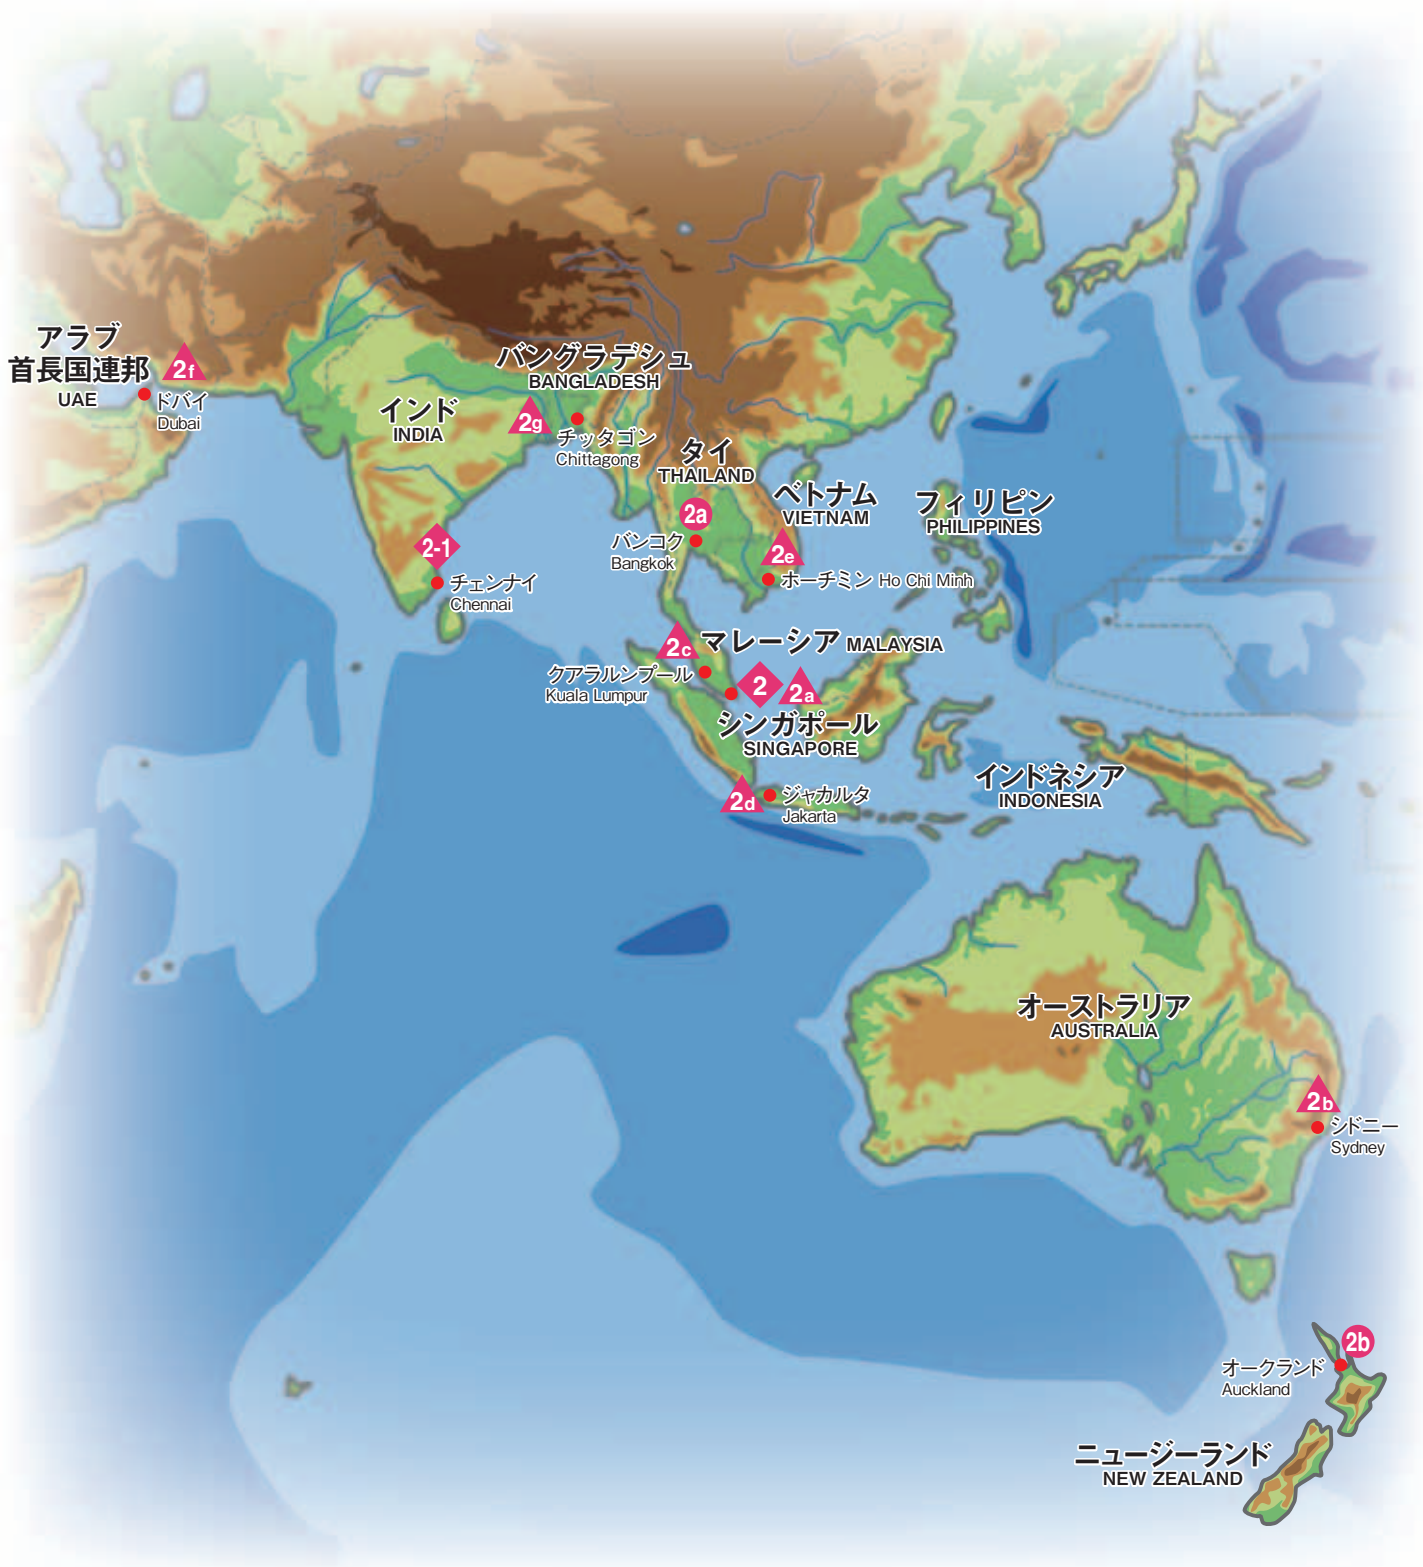 アラブ
首長国連邦
UAE
2f
ドバイ
Dubai
バングラデシュ
BANGLADESH
インド
INDIA
2g
チッタゴン
Chittagong
タイ
THAILAND
2a
バンコク
Bangkok
ベトナム
VIETNAM
2e
ホーチミン Ho Chi Minh
フィリピン
PHILIPPINES
2-1
チェンナイ
Chennai
2c
マレーシア MALAYSIA
クアラルンプール
Kuala Lumpur
2
2a
シンガポール
SINGAPORE
インドネシア
INDONESIA
2d
ジャカルタ
Jakarta
オーストラリア
AUSTRALIA
2b
シドニー
Sydney
2b
オークランド
Auckland
ニュージーランド
NEW ZEALAND